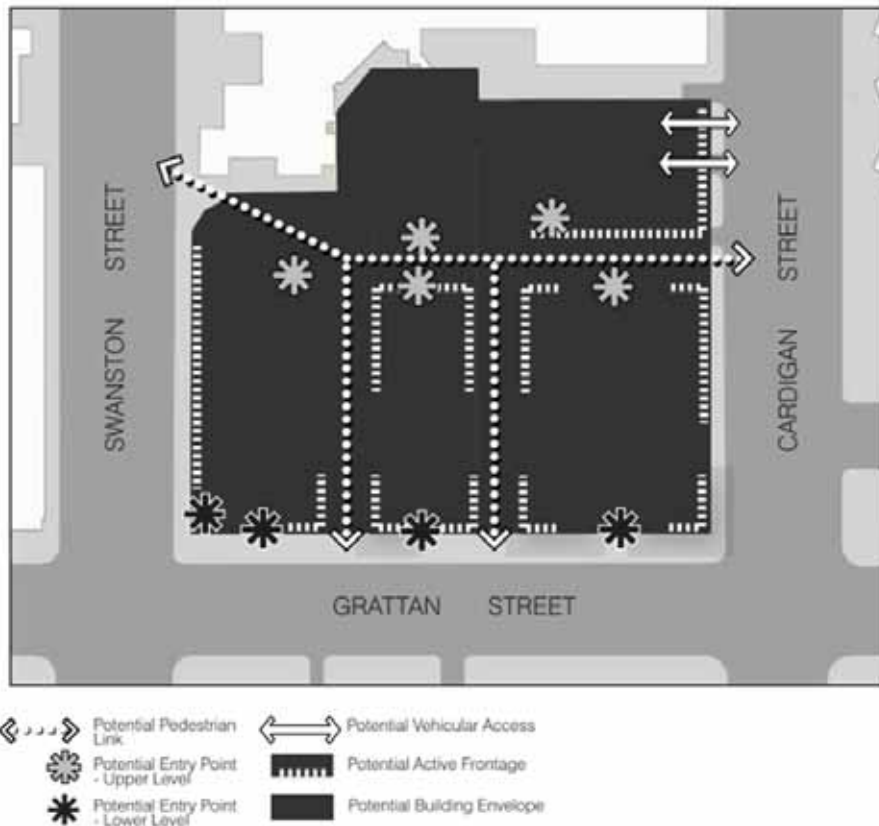 SWANSTON STREET
CARDIGAN STREET
GRATTAN STREET
Potential Pedestrian
Link
Potential Vehicular Access
Potential Entry Point
- Upper Level
Potential Active Frontage
Potential Entry Point
- Lower Level
Potential Building Envelope